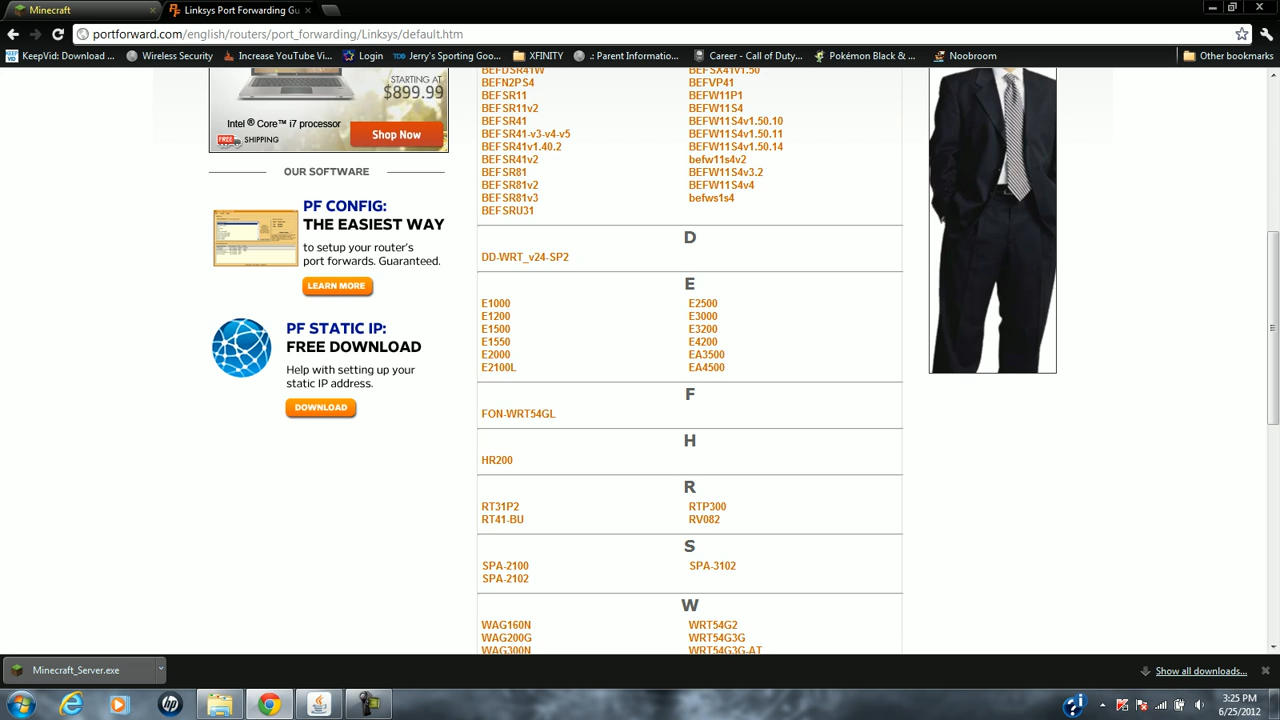 Minecraft
Linksys Port Forwarding Gu
portforward.com/english/routers/port_forwarding/Linksys/default.htm
KeepVid: Download ...
Wireless Security
Increase YouTube Vi...
Login
Jerry's Sporting Goo...
XFINITY
.: Parent Informatio...
Career - Call of Duty...
Pokémon Black & ...
Noobroom
Other bookmarks
STARTING AT
$899.99
Intel® Core™ i7 processor
FREE SHIPPING
Shop Now
OUR SOFTWARE
PF CONFIG:
THE EASIEST WAY
to setup your router's
port forwards. Guaranteed.
LEARN MORE
PF STATIC IP:
FREE DOWNLOAD
Help with setting up your
static IP address.
DOWNLOAD
BEFDSR41W BEFSX41v1.50
BEFN2PS4 BEFVP41
BEFSR11 BEFW11P1
BEFSR11v2 BEFW11S4
BEFSR41 BEFW11S4v1.50.10
BEFSR41-v3-v4-v5 BEFW11S4v1.50.11
BEFSR41v1.40.2 BEFW11S4v1.50.14
BEFSR41v2 befw11s4v2
BEFSR81 BEFW11S4v3.2
BEFSR81v2 BEFW11S4v4
BEFSR81v3 befws1s4
BEFSRU31
D
DD-WRT_v24-SP2
E
E1000 E2500
E1200 E3000
E1500 E3200
E1550 E4200
E2000 EA3500
E2100L EA4500
F
FON-WRT54GL
H
HR200
R
RT31P2 RTP300
RT41-BU RV082
S
SPA-2100 SPA-3102
SPA-2102
W
WAG160N WRT54G2
WAG200G WRT54G3G
WAG300N WRT54G3G-AT
Minecraft_Server.exe
Show all downloads...
3:25 PM
6/25/2012